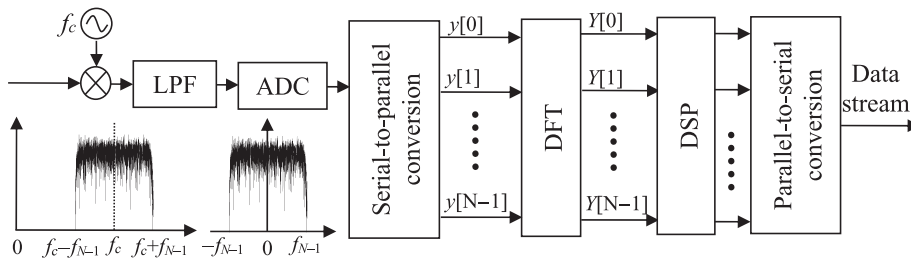 f_c
LPF
ADC
Serial-to-parallel
conversion
y[0]
y[1]
y[N−1]
DFT
Y[0]
Y[1]
Y[N−1]
DSP
Parallel-to-serial
conversion
Data
stream
0
f_c−f_{N-1}
f_c
f_c+f_{N-1}
−f_{N-1}
0
f_{N-1}